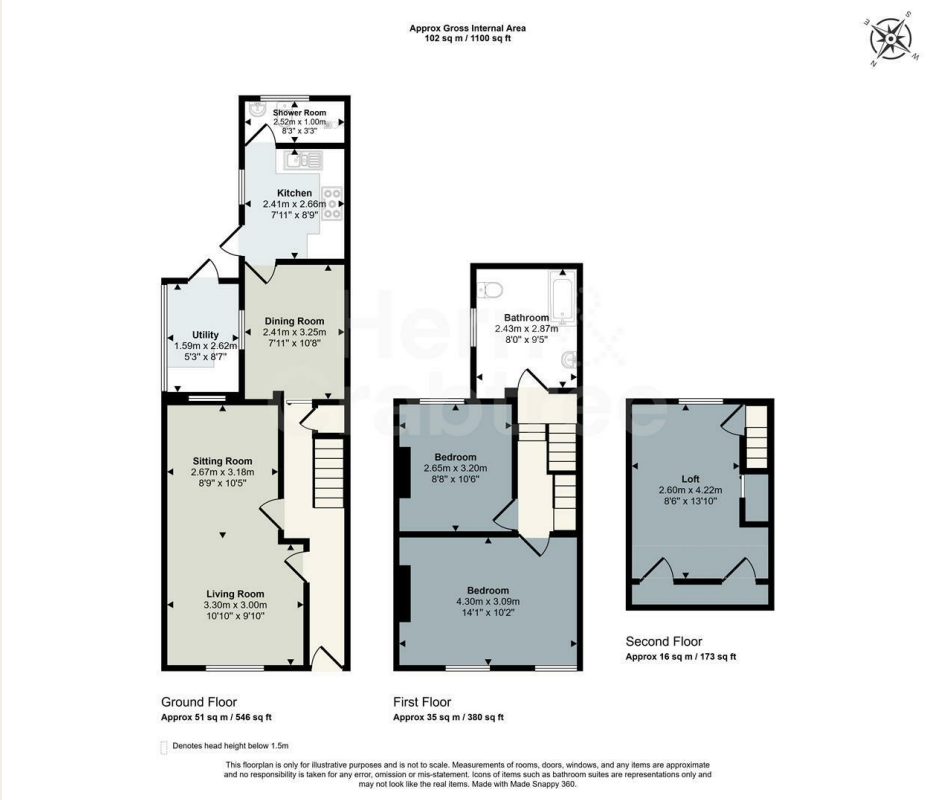 Approx Gross Internal Area
102 sq m / 1100 sq ft
S
E
W
N
Shower Room
2.52m x 1.00m
8'3" x 3'3"
Kitchen
2.41m x 2.66m
7'11" x 8'9"
Dining Room
2.41m x 3.25m
7'11" x 10'8"
Utility
1.59m x 2.62m
5'3" x 8'7"
Sitting Room
2.67m x 3.18m
8'9" x 10'5"
Living Room
3.30m x 3.00m
10'10" x 9'10"
Ground Floor
Approx 51 sq m / 546 sq ft
Bathroom
2.43m x 2.87m
8'0" x 9'5"
Bedroom
2.65m x 3.20m
8'8" x 10'6"
Bedroom
4.30m x 3.09m
14'1" x 10'2"
First Floor
Approx 35 sq m / 380 sq ft
Loft
2.60m x 4.22m
8'6" x 13'10"
Second Floor
Approx 16 sq m / 173 sq ft
Denotes head height below 1.5m
This floorplan is only for illustrative purposes and is not to scale. Measurements of rooms, doors, windows, and any items are approximate
and no responsibility is taken for any error, omission or mis-statement. Icons of items such as bathroom suites are representations only and
may not look like the real items. Made with Made Snappy 360.